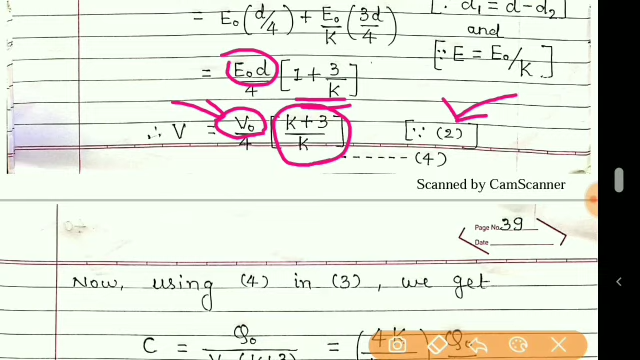 = E₀ (d/4) + E₀/K (3d/4) [∵ d₁ = d-d₂]
and
= E₀d/4 [1 + 3/K] [∵ E = E₀/K]
∴ V = V₀/4 [K+3/K] [∵ (2)]
------ (4)
Scanned by CamScanner
Page No. 39
Date
Now, using (4) in (3), we get
C = Q₀/V₀(K+3) = (4K) Q₀